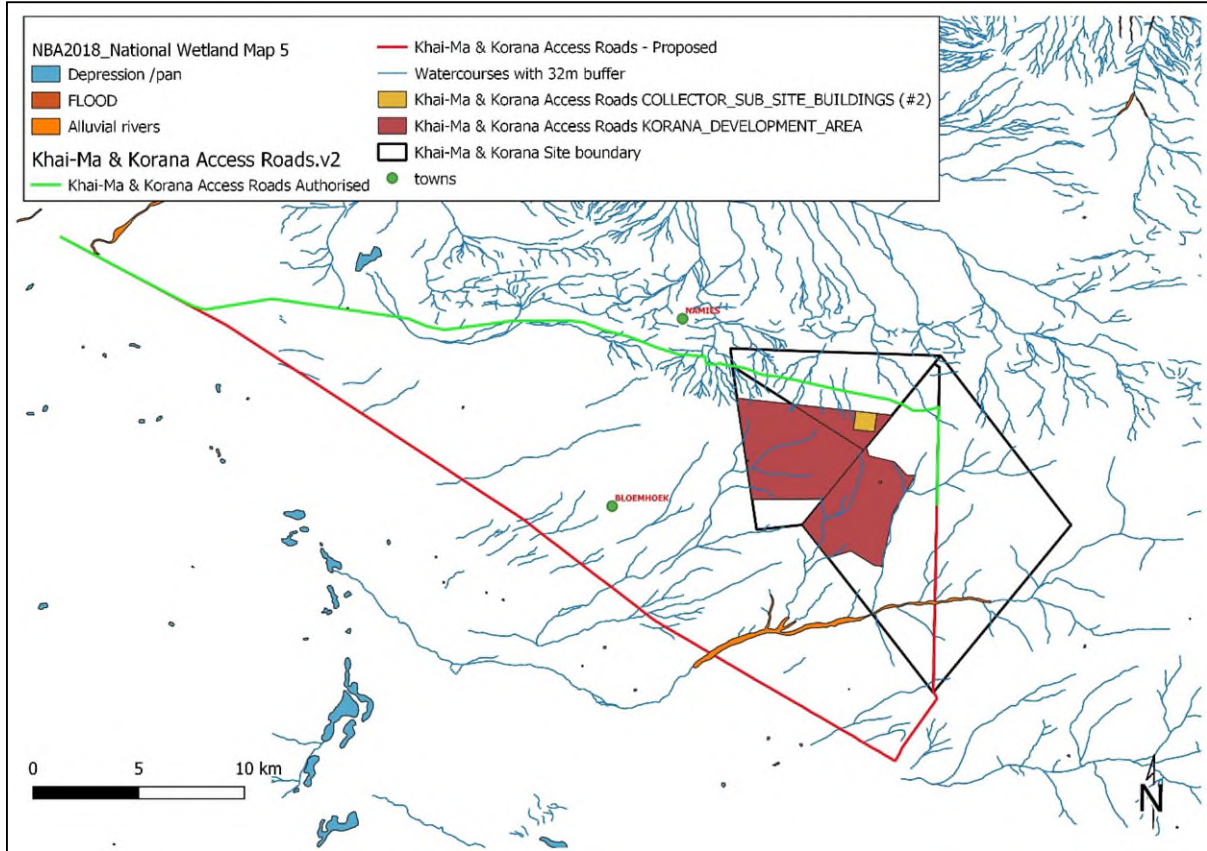 NBA2018_National Wetland Map 5
Depression /pan
FLOOD
Alluvial rivers
Khai-Ma & Korana Access Roads.v2
Khai-Ma & Korana Access Roads Authorised
Khai-Ma & Korana Access Roads - Proposed
Watercourses with 32m buffer
Khai-Ma & Korana Access Roads COLLECTOR_SUB_SITE_BUILDINGS (#2)
Khai-Ma & Korana Access Roads KORANA_DEVELOPMENT_AREA
Khai-Ma & Korana Site boundary
towns
NAMIES
BLOEMHOEK
0 5 10 km
N